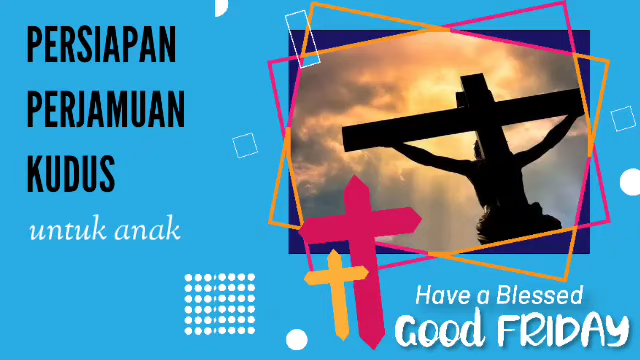 PERSIAPAN
PERJAMUAN
KUDUS
untuk anak
Have a Blessed
Good FRIDAY